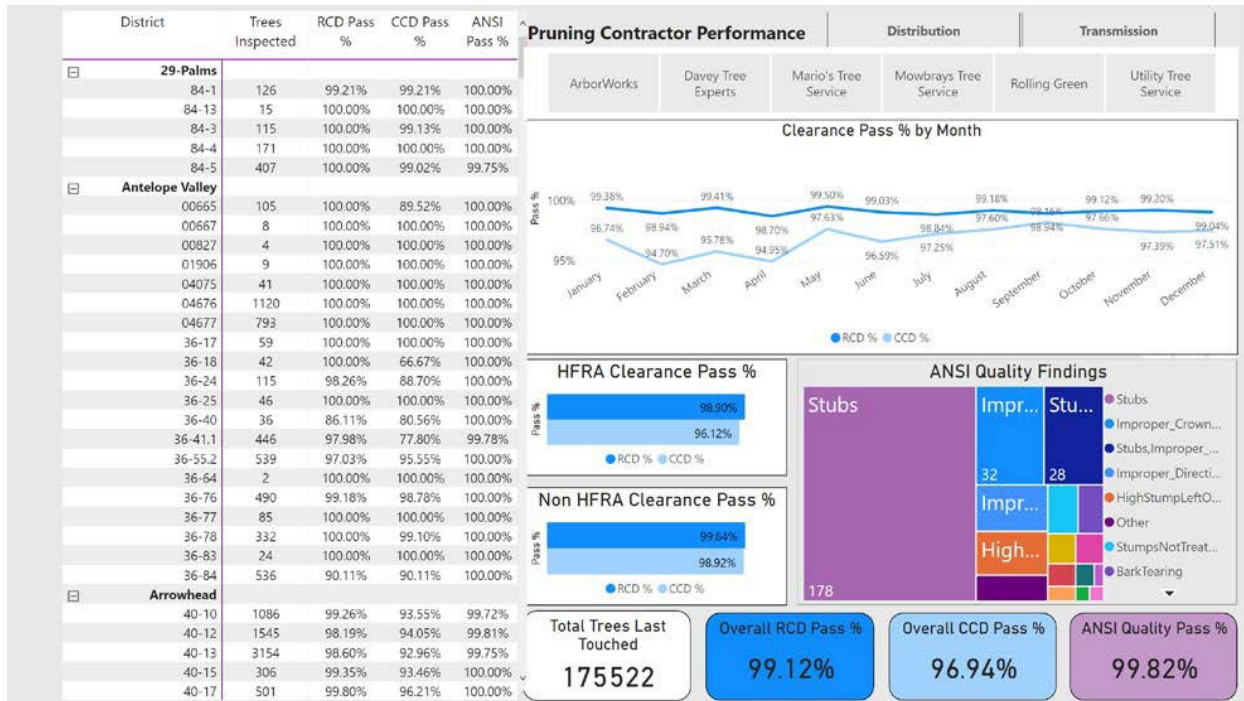 District Trees Inspected RCD Pass % CCD Pass % ANSI Pass %
29-Palms
84-1 126 99.21% 99.21% 100.00%
84-13 15 100.00% 100.00% 100.00%
84-3 115 100.00% 99.13% 100.00%
84-4 171 100.00% 100.00% 100.00%
84-5 407 100.00% 99.02% 99.75%
Antelope Valley
00665 105 100.00% 89.52% 100.00%
00667 8 100.00% 100.00% 100.00%
00827 4 100.00% 100.00% 100.00%
01906 9 100.00% 100.00% 100.00%
04075 41 100.00% 100.00% 100.00%
04676 1120 100.00% 100.00% 100.00%
04677 793 100.00% 100.00% 100.00%
36-17 59 100.00% 100.00% 100.00%
36-18 42 100.00% 66.67% 100.00%
36-24 115 98.26% 88.70% 100.00%
36-25 46 100.00% 100.00% 100.00%
36-40 36 86.11% 80.56% 100.00%
36-41.1 446 97.98% 77.80% 99.78%
36-55.2 539 97.03% 95.55% 100.00%
36-64 2 100.00% 100.00% 100.00%
36-76 490 99.18% 98.78% 100.00%
36-77 85 100.00% 100.00% 100.00%
36-78 332 100.00% 99.10% 100.00%
36-83 24 100.00% 100.00% 100.00%
36-84 536 90.11% 90.11% 100.00%
Arrowhead
40-10 1086 99.26% 93.55% 99.72%
40-12 1545 98.19% 94.05% 99.81%
40-13 3154 98.60% 92.96% 99.75%
40-15 306 99.35% 93.46% 100.00%
40-17 501 99.80% 96.21% 100.00%
Pruning Contractor Performance
Distribution
Transmission
ArborWorks
Davey Tree
Experts
Mario's Tree
Service
Mowbrays Tree
Service
Rolling Green
Utility Tree
Service
Clearance Pass % by Month
Pass %
100%
95%
99.38% 98.94% 99.41% 98.70% 99.50% 99.03% 98.84% 99.18% 98.94% 99.12% 99.20% 99.04%
96.74% 94.70% 95.78% 94.95% 97.63% 96.59% 97.25% 97.60% 98.16% 97.66% 97.39% 97.51%
January February March April May June July August September October November December
RCD % CCD %
HFRA Clearance Pass %
Pass %
98.90%
96.12%
RCD % CCD %
Non HFRA Clearance Pass %
Pass %
99.64%
98.92%
RCD % CCD %
ANSI Quality Findings
Stubs
178
Impr...
32
Stu...
28
Impr...
High...
Stubs
Improper_Crown...
Stubs,Improper_...
Improper_Directi...
HighStumpLeftO...
Other
StumpsNotTreat...
BarkTearing
Total Trees Last
Touched
175522
Overall RCD Pass %
99.12%
Overall CCD Pass %
96.94%
ANSI Quality Pass %
99.82%